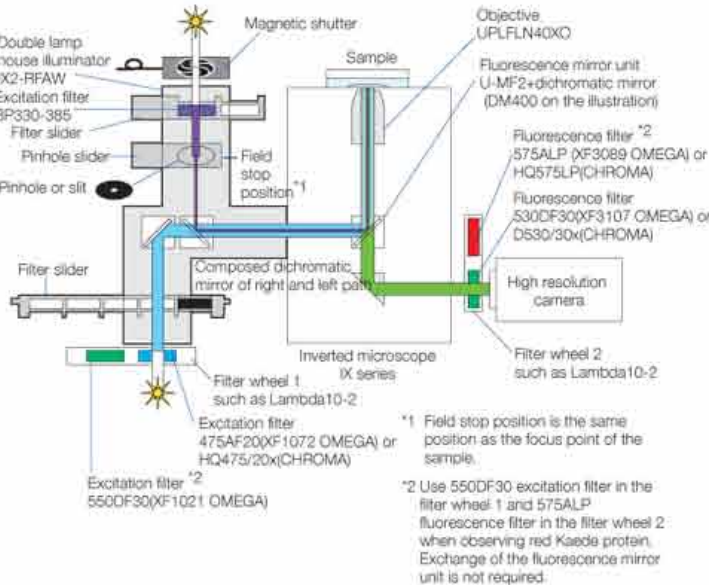 Magnetic shutter
Double lamp
house illuminator
IX2-RFAW
Excitation filter
BP330-385
Filter slider
Pinhole slider
Pinhole or slit
Field
stop
position*1
Sample
Objective
UPLFLN40XO
Fluorescence mirror unit
U-MF2+dichromatic mirror
(DM400 on the illustration)
Fluorescence filter *2
575ALP (XF3089 OMEGA) or
HQ575LP(CHROMA)
Fluorescence filter
530DF30(XF3107 OMEGA) or
D530/30x(CHROMA)
Filter slider
Composed dichromatic
mirror of right and left path
High resolution
camera
Inverted microscope
IX series
Filter wheel 2
such as Lambda10-2
Filter wheel 1
such as Lambda10-2
Excitation filter
475AF20(XF1072 OMEGA) or
HQ475/20x(CHROMA)
Excitation filter *2
550DF30(XF1021 OMEGA)
*1 Field stop position is the same
position as the focus point of the
sample.
*2 Use 550DF30 excitation filter in the
filter wheel 1 and 575ALP
fluorescence filter in the filter wheel 2
when observing red Kaede protein.
Exchange of the fluorescence mirror
unit is not required.